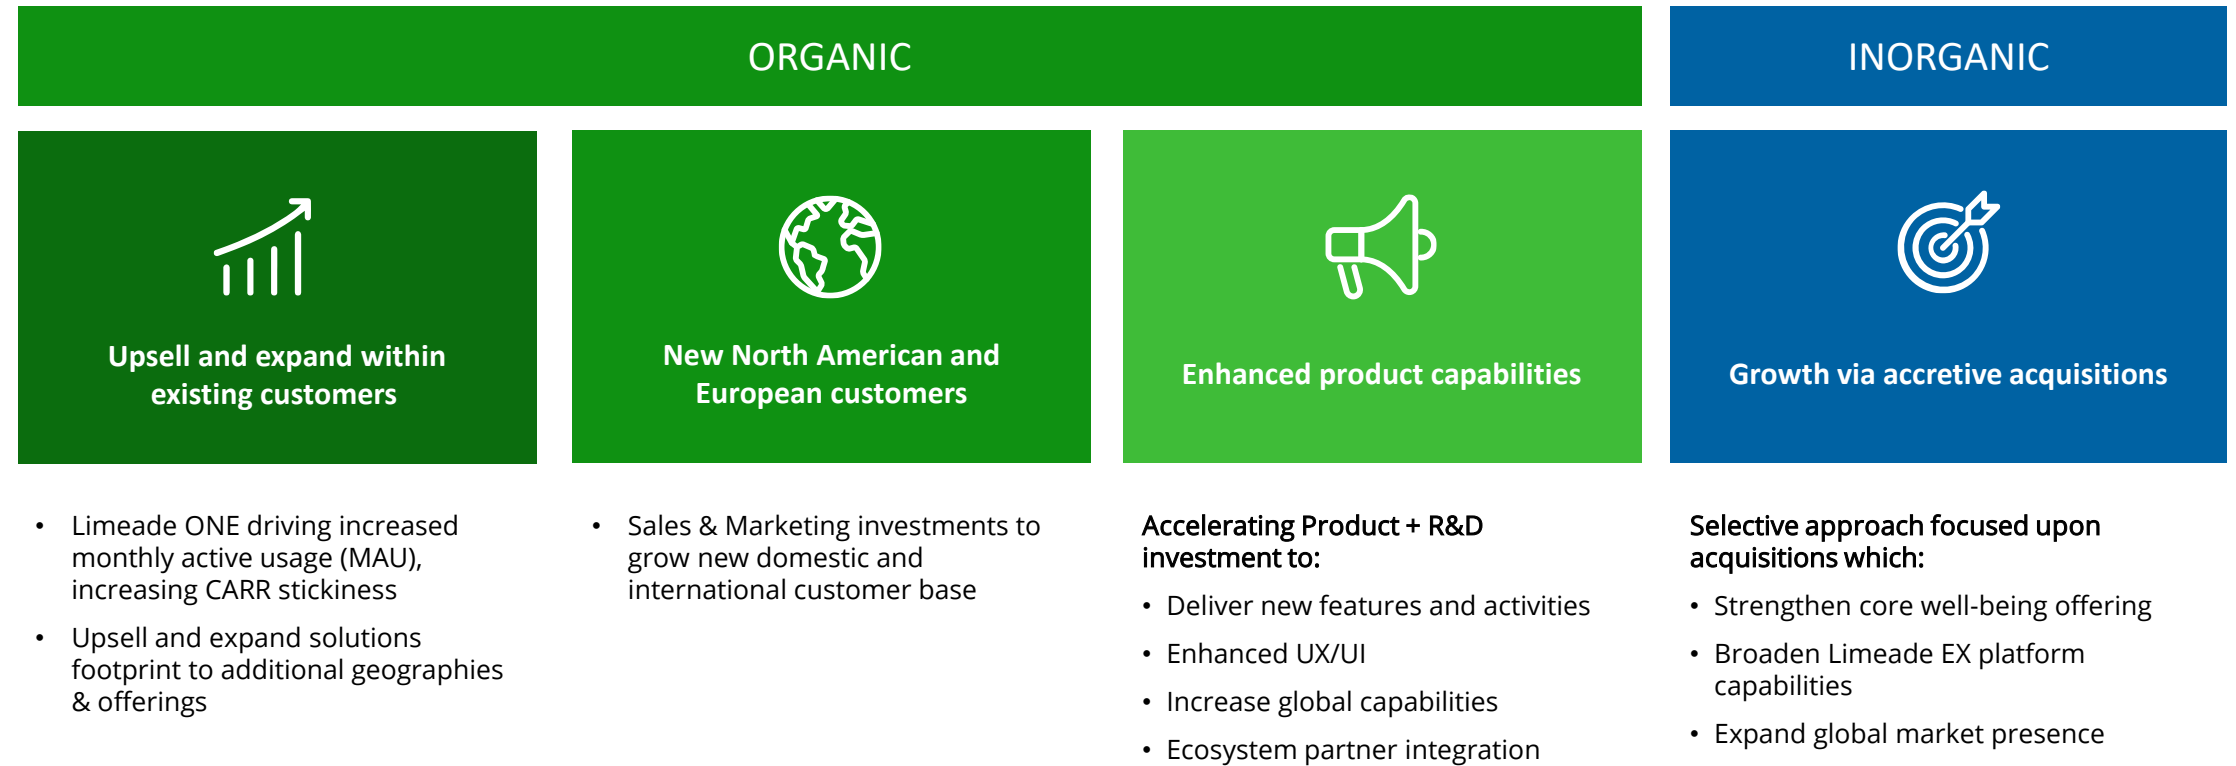 ORGANIC
INORGANIC
Upsell and expand within
existing customers
New North American and
European customers
Enhanced product capabilities
Growth via accretive acquisitions
• Limeade ONE driving increased
monthly active usage (MAU),
increasing CARR stickiness
• Upsell and expand solutions
footprint to additional geographies
& offerings
• Sales & Marketing investments to
grow new domestic and
international customer base
Accelerating Product + R&D
investment to:
• Deliver new features and activities
• Enhanced UX/UI
• Increase global capabilities
• Ecosystem partner integration
Selective approach focused upon
acquisitions which:
• Strengthen core well-being offering
• Broaden Limeade EX platform
capabilities
• Expand global market presence